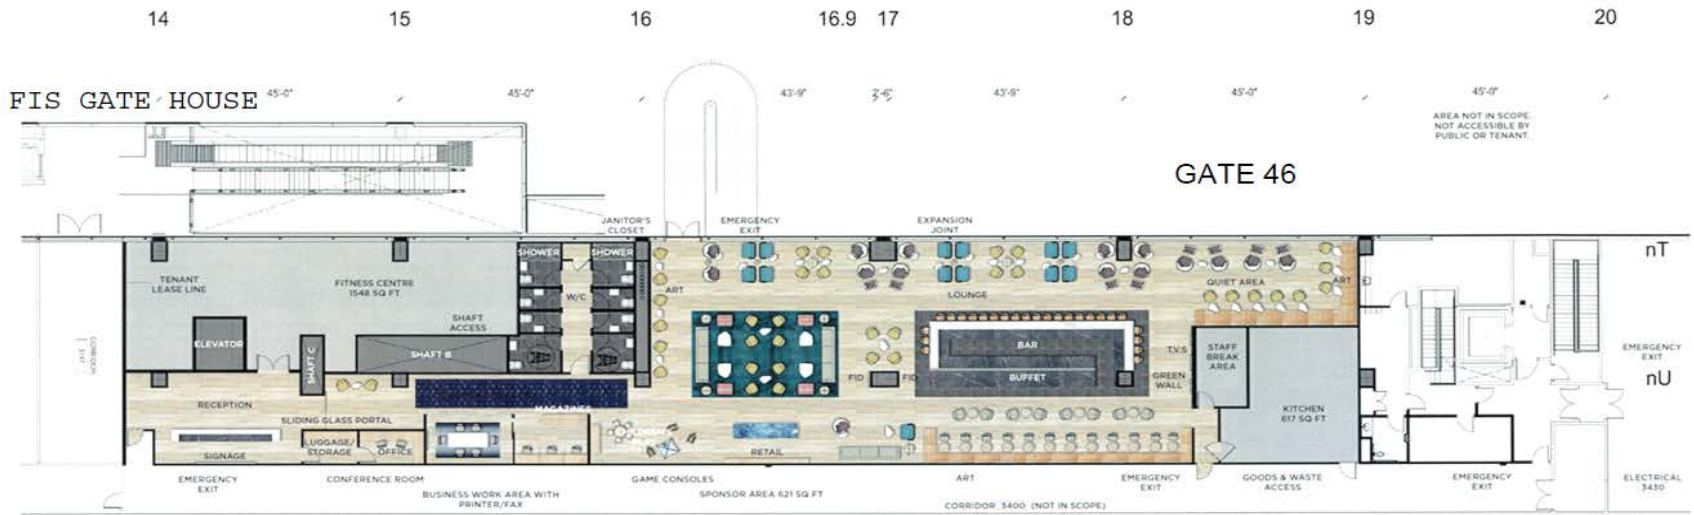 14 15 16 16.9 17 18 19 20
FIS GATE HOUSE
45'-0" 45'-0" 43'-9" 2'-6" 43'-9" 45'-0" 45'-0"
AREA NOT IN SCOPE.
NOT ACCESSIBLE BY
PUBLIC OR TENANT.
GATE 46
JANITOR'S
CLOSET
EMERGENCY
EXIT
EXPANSION
JOINT
nT
SHOWER
SHOWER
TENANT
LEASE LINE
FITNESS CENTRE
1548 SQ FT
W/C
ART
LOUNGE
QUIET AREA
ART
SHAFT
ACCESS
ELEVATOR
SHAFT C
SHAFT B
BAR
BUFFET
T.V.S
STAFF
BREAK
AREA
GREEN
WALL
FID
FID
EMERGENCY
EXIT
nU
RECEPTION
MAGAZINES
SLIDING GLASS PORTAL
KITCHEN
617 SQ FT
SIGNAGE
LUGGAGE/
STORAGE
OFFICE
RETAIL
EMERGENCY
EXIT
CONFERENCE ROOM
BUSINESS WORK AREA WITH
PRINTER/FAX
GAME CONSOLES
SPONSOR AREA 621 SQ FT
ART
CORRIDOR 3400 (NOT IN SCOPE)
EMERGENCY
EXIT
GOODS & WASTE
ACCESS
EMERGENCY
EXIT
ELECTRICAL
3430